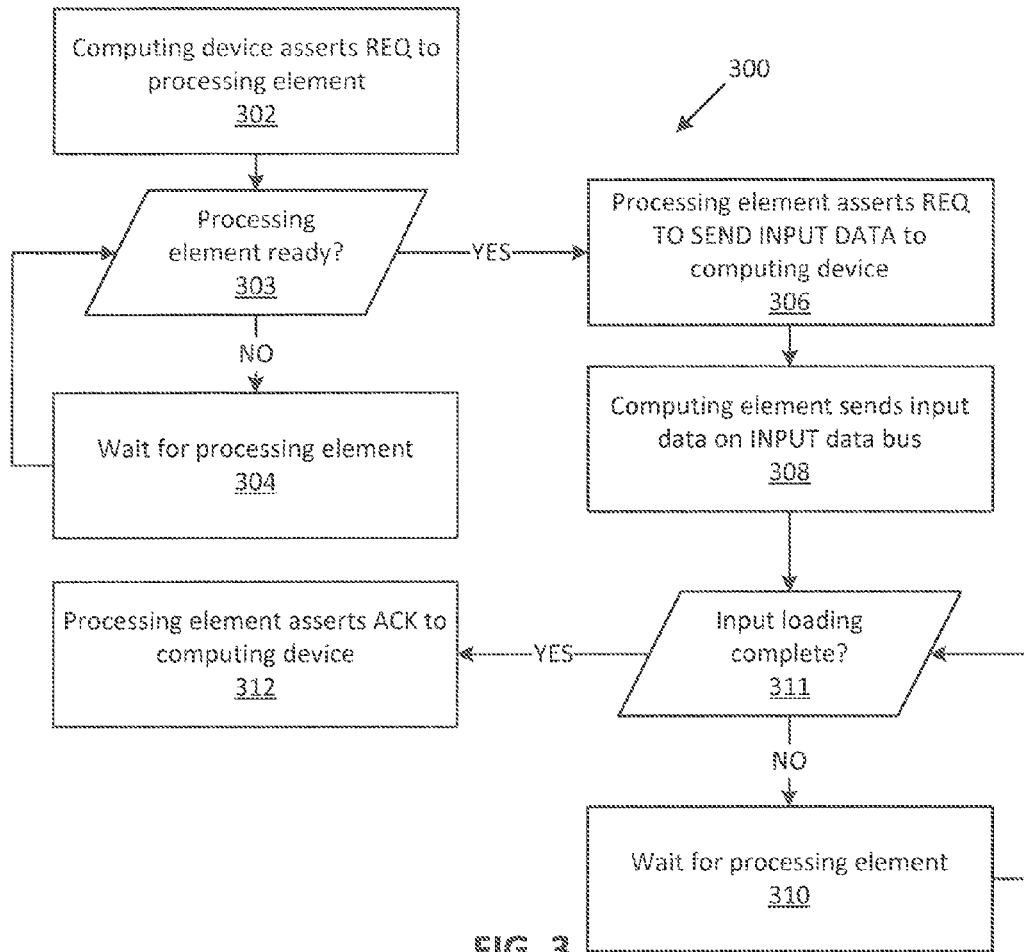 Computing device asserts REQ to
processing element
302
300
Processing
element ready?
303
YES
NO
Wait for processing element
304
Processing element asserts REQ
TO SEND INPUT DATA to
computing device
306
Computing element sends input
data on INPUT data bus
308
Input loading
complete?
311
YES
Processing element asserts ACK to
computing device
312
NO
Wait for processing element
310
FIG. 3